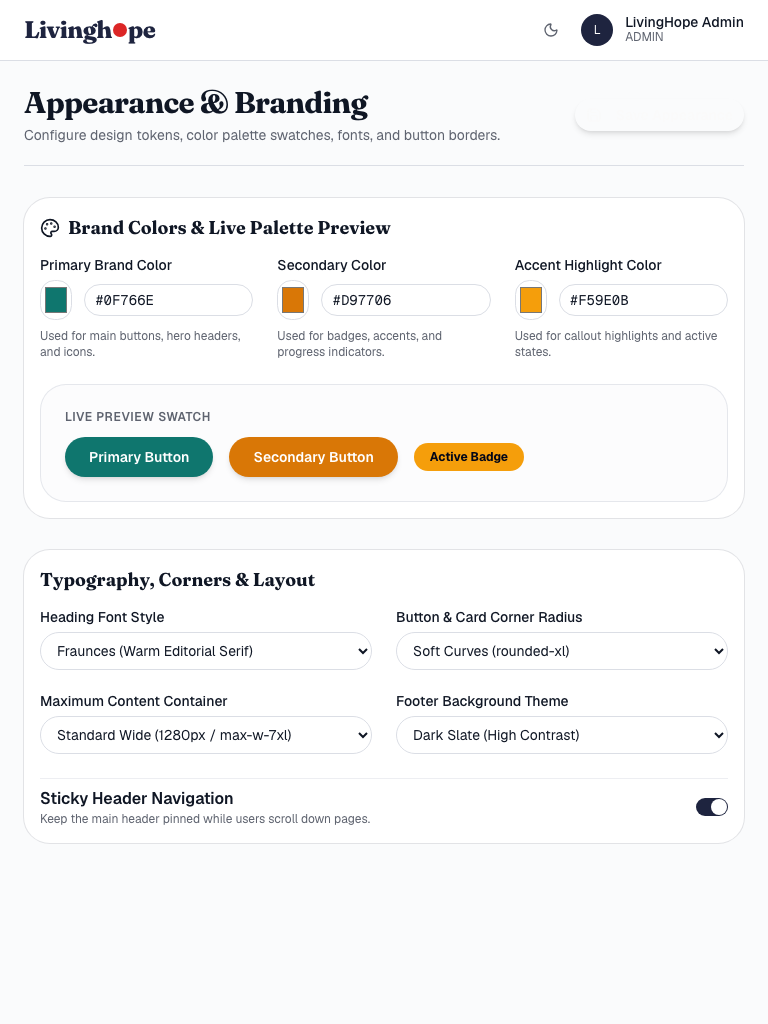 Livinghope
L
LivingHope Admin
ADMIN
Appearance & Branding
Configure design tokens, color palette swatches, fonts, and button borders.
Brand Colors & Live Palette Preview
Primary Brand Color
#0F766E
Used for main buttons, hero headers,
and icons.
Secondary Color
#D97706
Used for badges, accents, and
progress indicators.
Accent Highlight Color
#F59E0B
Used for callout highlights and active
states.
LIVE PREVIEW SWATCH
Primary Button
Secondary Button
Active Badge
Typography, Corners & Layout
Heading Font Style
Fraunces (Warm Editorial Serif)
Button & Card Corner Radius
Soft Curves (rounded-xl)
Maximum Content Container
Standard Wide (1280px / max-w-7xl)
Footer Background Theme
Dark Slate (High Contrast)
Sticky Header Navigation
Keep the main header pinned while users scroll down pages.